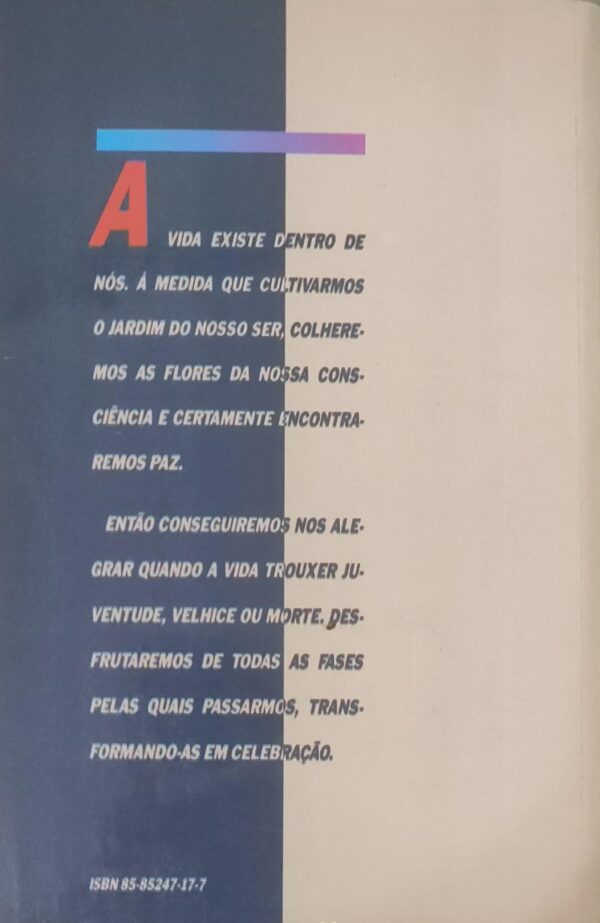 A VIDA EXISTE DENTRO DE
NÓS. À MEDIDA QUE CULTIVARMOS
O JARDIM DO NOSSO SER, COLHERE-
MOS AS FLORES DA NOSSA CONS-
CIÊNCIA E CERTAMENTE ENCONTRA-
REMOS PAZ.
ENTÃO CONSEGUIREMOS NOS ALE-
GRAR QUANDO A VIDA TROUXER JU-
VENTUDE, VELHICE OU MORTE. DES-
FRUTAREMOS DE TODAS AS FASES
PELAS QUAIS PASSARMOS, TRANS-
FORMANDO-AS EM CELEBRAÇÃO.
ISBN 85-85247-17-7